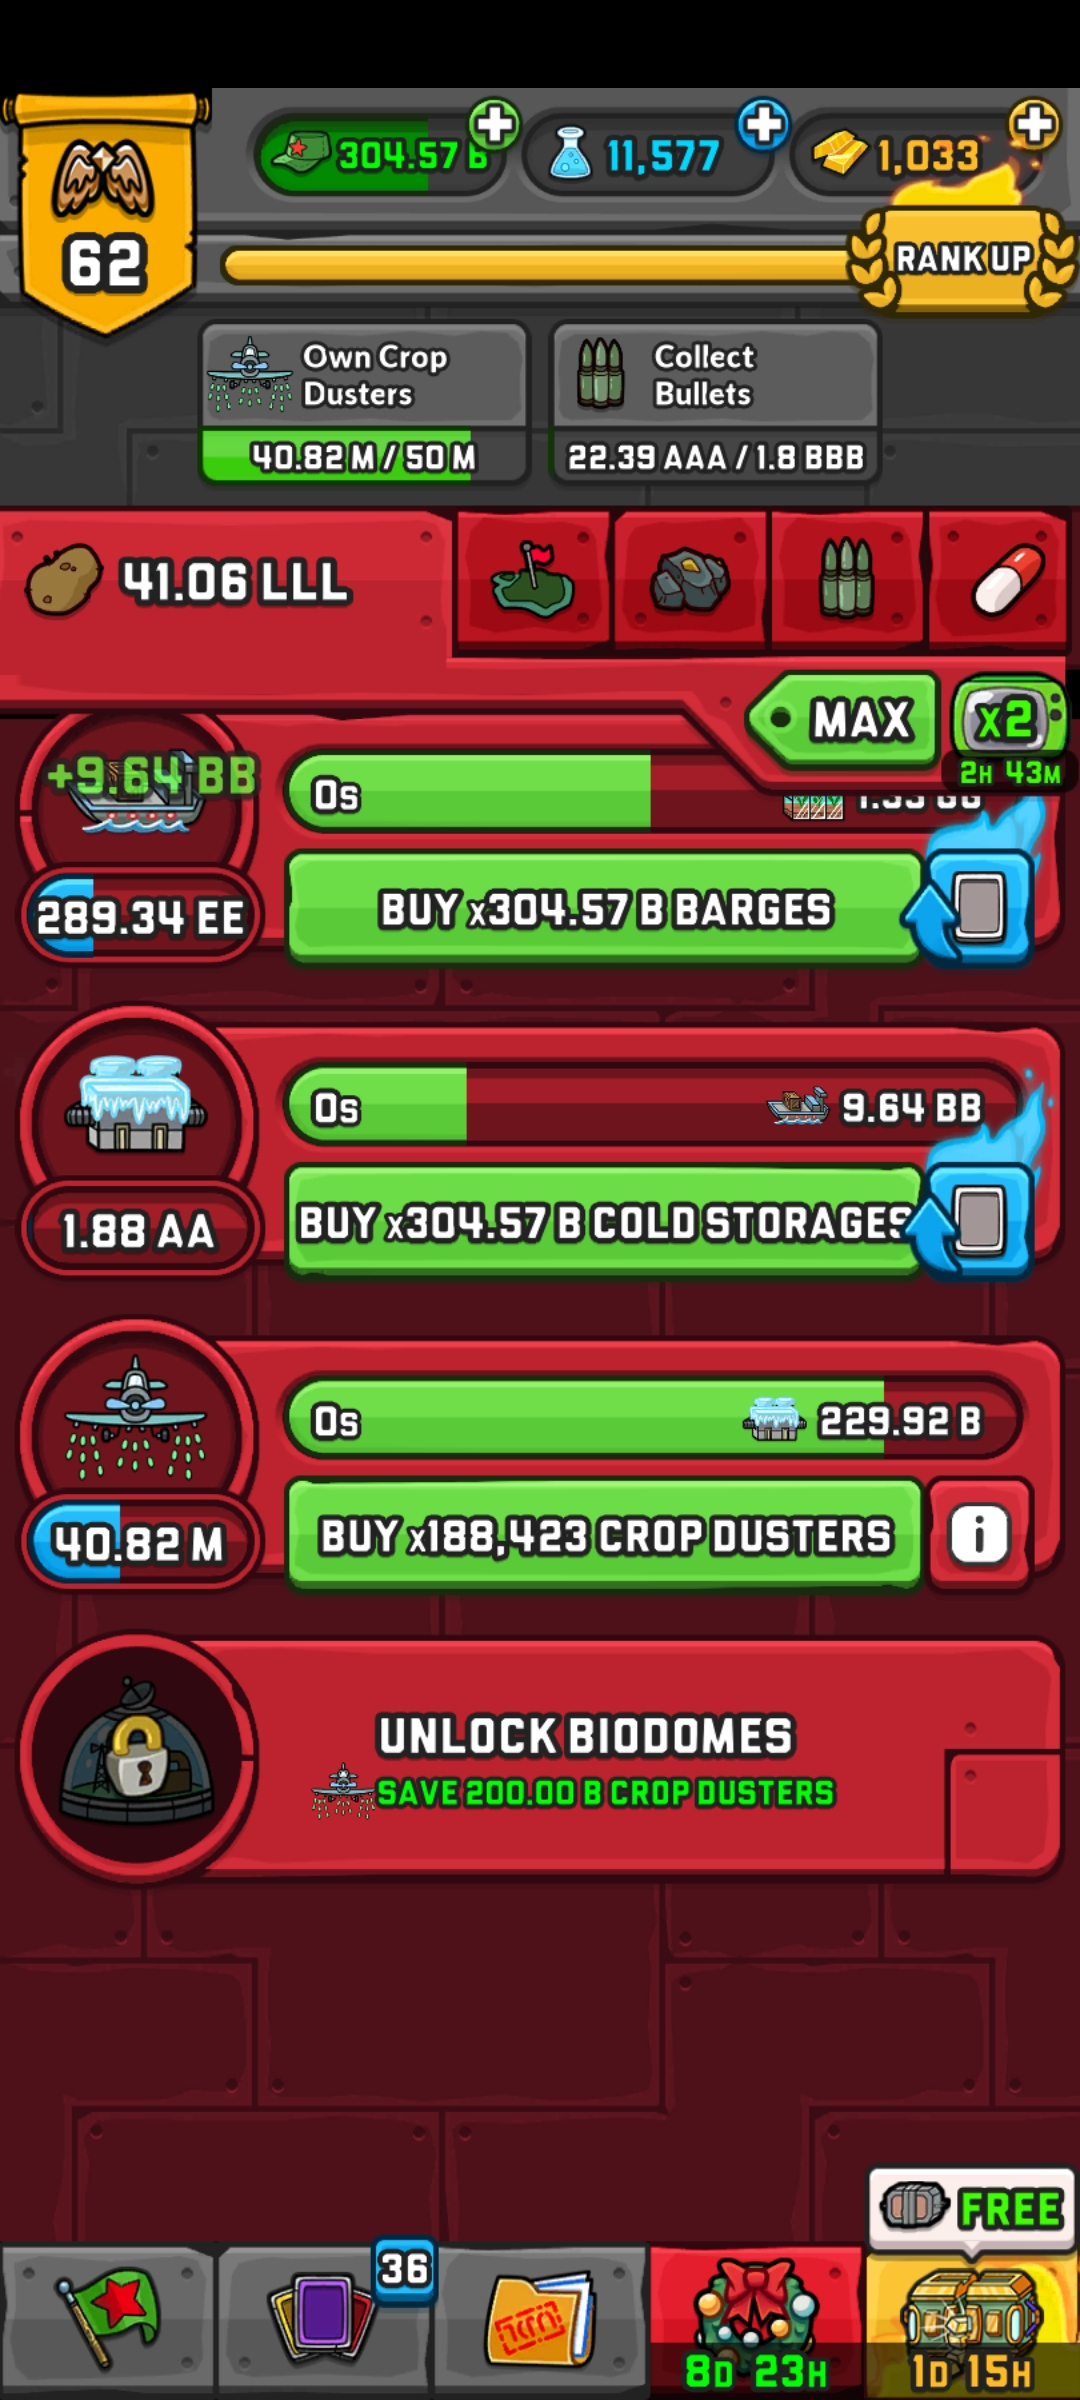 304.57 B
11,577
1,033
62
RANK UP
Own Crop
Dusters
40.82 M / 50 M
Collect
Bullets
22.39 AAA / 1.8 BBB
41.06 LLL
MAX
x2
2H 43M
+9.64 BB
0s
289.34 EE
BUY x304.57 B BARGES
0s
9.64 BB
1.88 AA
BUY x304.57 B COLD STORAGES
0s
229.92 B
40.82 M
BUY x188,423 CROP DUSTERS
i
UNLOCK BIODOMES
SAVE 200.00 B CROP DUSTERS
FREE
36
8D 23H
1D 15H